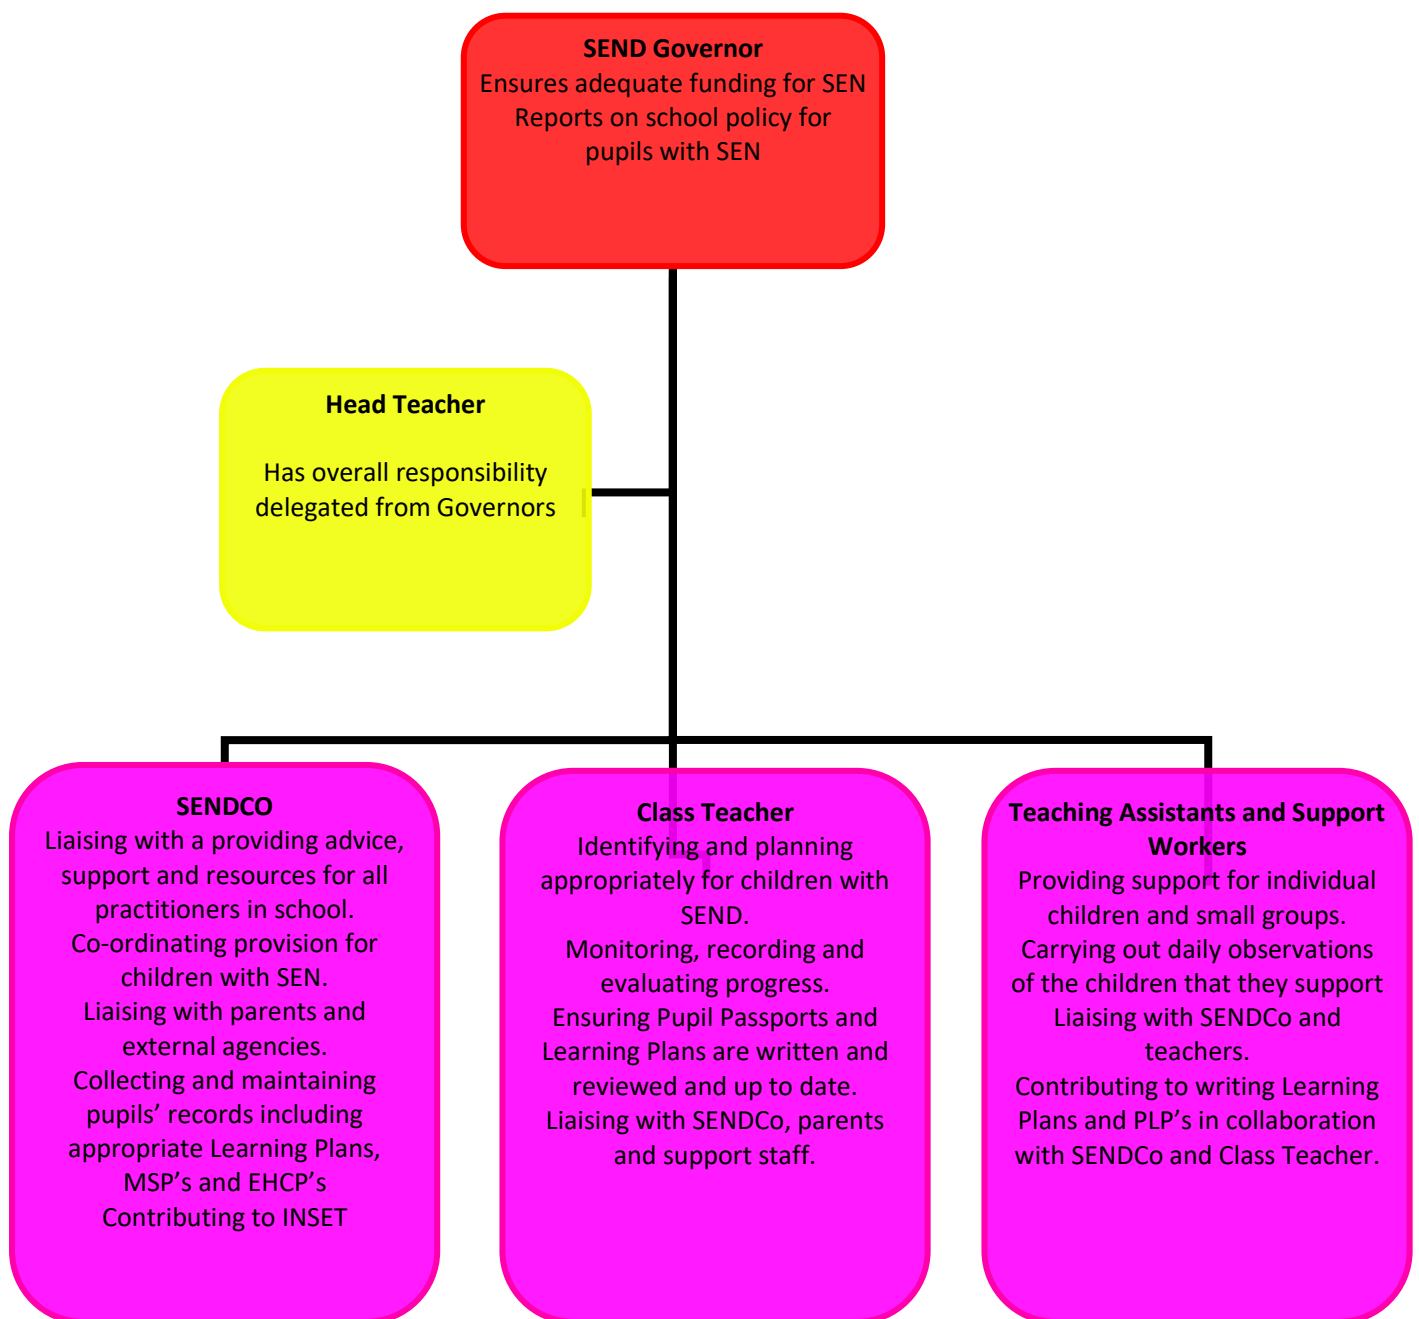 SEND Governor
Ensures adequate funding for SEN
Reports on school policy for
pupils with SEN
Head Teacher
Has overall responsibility
delegated from Governors
SENDCO
Liaising with a providing advice,
support and resources for all
practitioners in school.
Co-ordinating provision for
children with SEN.
Liaising with parents and
external agencies.
Collecting and maintaining
pupils’ records including
appropriate Learning Plans,
MSP’s and EHCP’s
Contributing to INSET
Class Teacher
Identifying and planning
appropriately for children with
SEND.
Monitoring, recording and
evaluating progress.
Ensuring Pupil Passports and
Learning Plans are written and
reviewed and up to date.
Liaising with SENDCo, parents
and support staff.
Teaching Assistants and Support
Workers
Providing support for individual
children and small groups.
Carrying out daily observations
of the children that they support
Liaising with SENDCo and
teachers.
Contributing to writing Learning
Plans and PLP’s in collaboration
with SENDCo and Class Teacher.